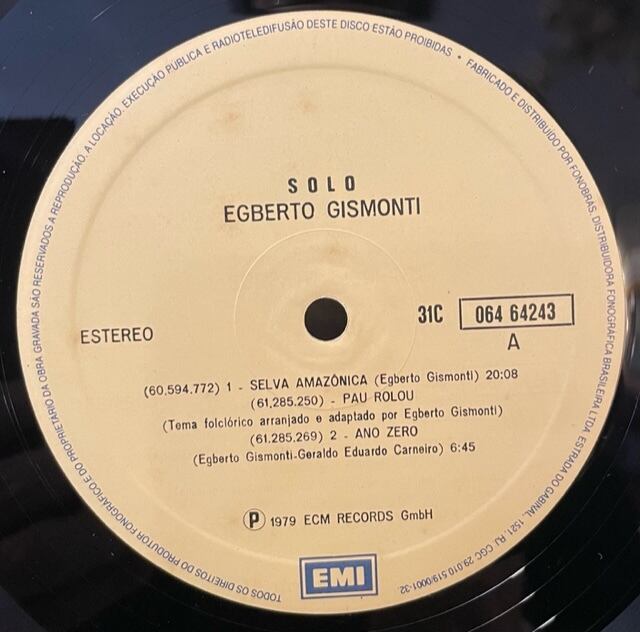 TODOS OS DIREITOS DO PRODUTOR FONOGRÁFICO E DO PROPRIETÁRIO DA OBRA GRAVADA SÃO RESERVADOS A REPRODUÇÃO, A LOCAÇÃO, EXECUÇÃO PUBLICA E RADIOTELEDIFUSÃO DESTE DISCO ESTÃO PROIBIDAS • FABRICADO E DISTRIBUÍDO POR FONOBRAS, DISTRIBUIDORA FONOGRÁFICA BRASILEIRA LTDA. ESTRADA DO GABINAL, 1521, RJ, CGC 29.010.519/0001-32
SOLO
EGBERTO GISMONTI
ESTEREO
31C 064 64243
A
(60.594.772) 1 - SELVA AMAZÔNICA (Egberto Gismonti) 20:08
(61,285.250) - PAU ROLOU
(Tema folclórico arranjado e adaptado por Egberto Gismonti)
(61.285.269) 2 - ANO ZERO
(Egberto Gismonti-Geraldo Eduardo Carneiro) 6:45
Ⓟ 1979 ECM RECORDS GmbH
EMI